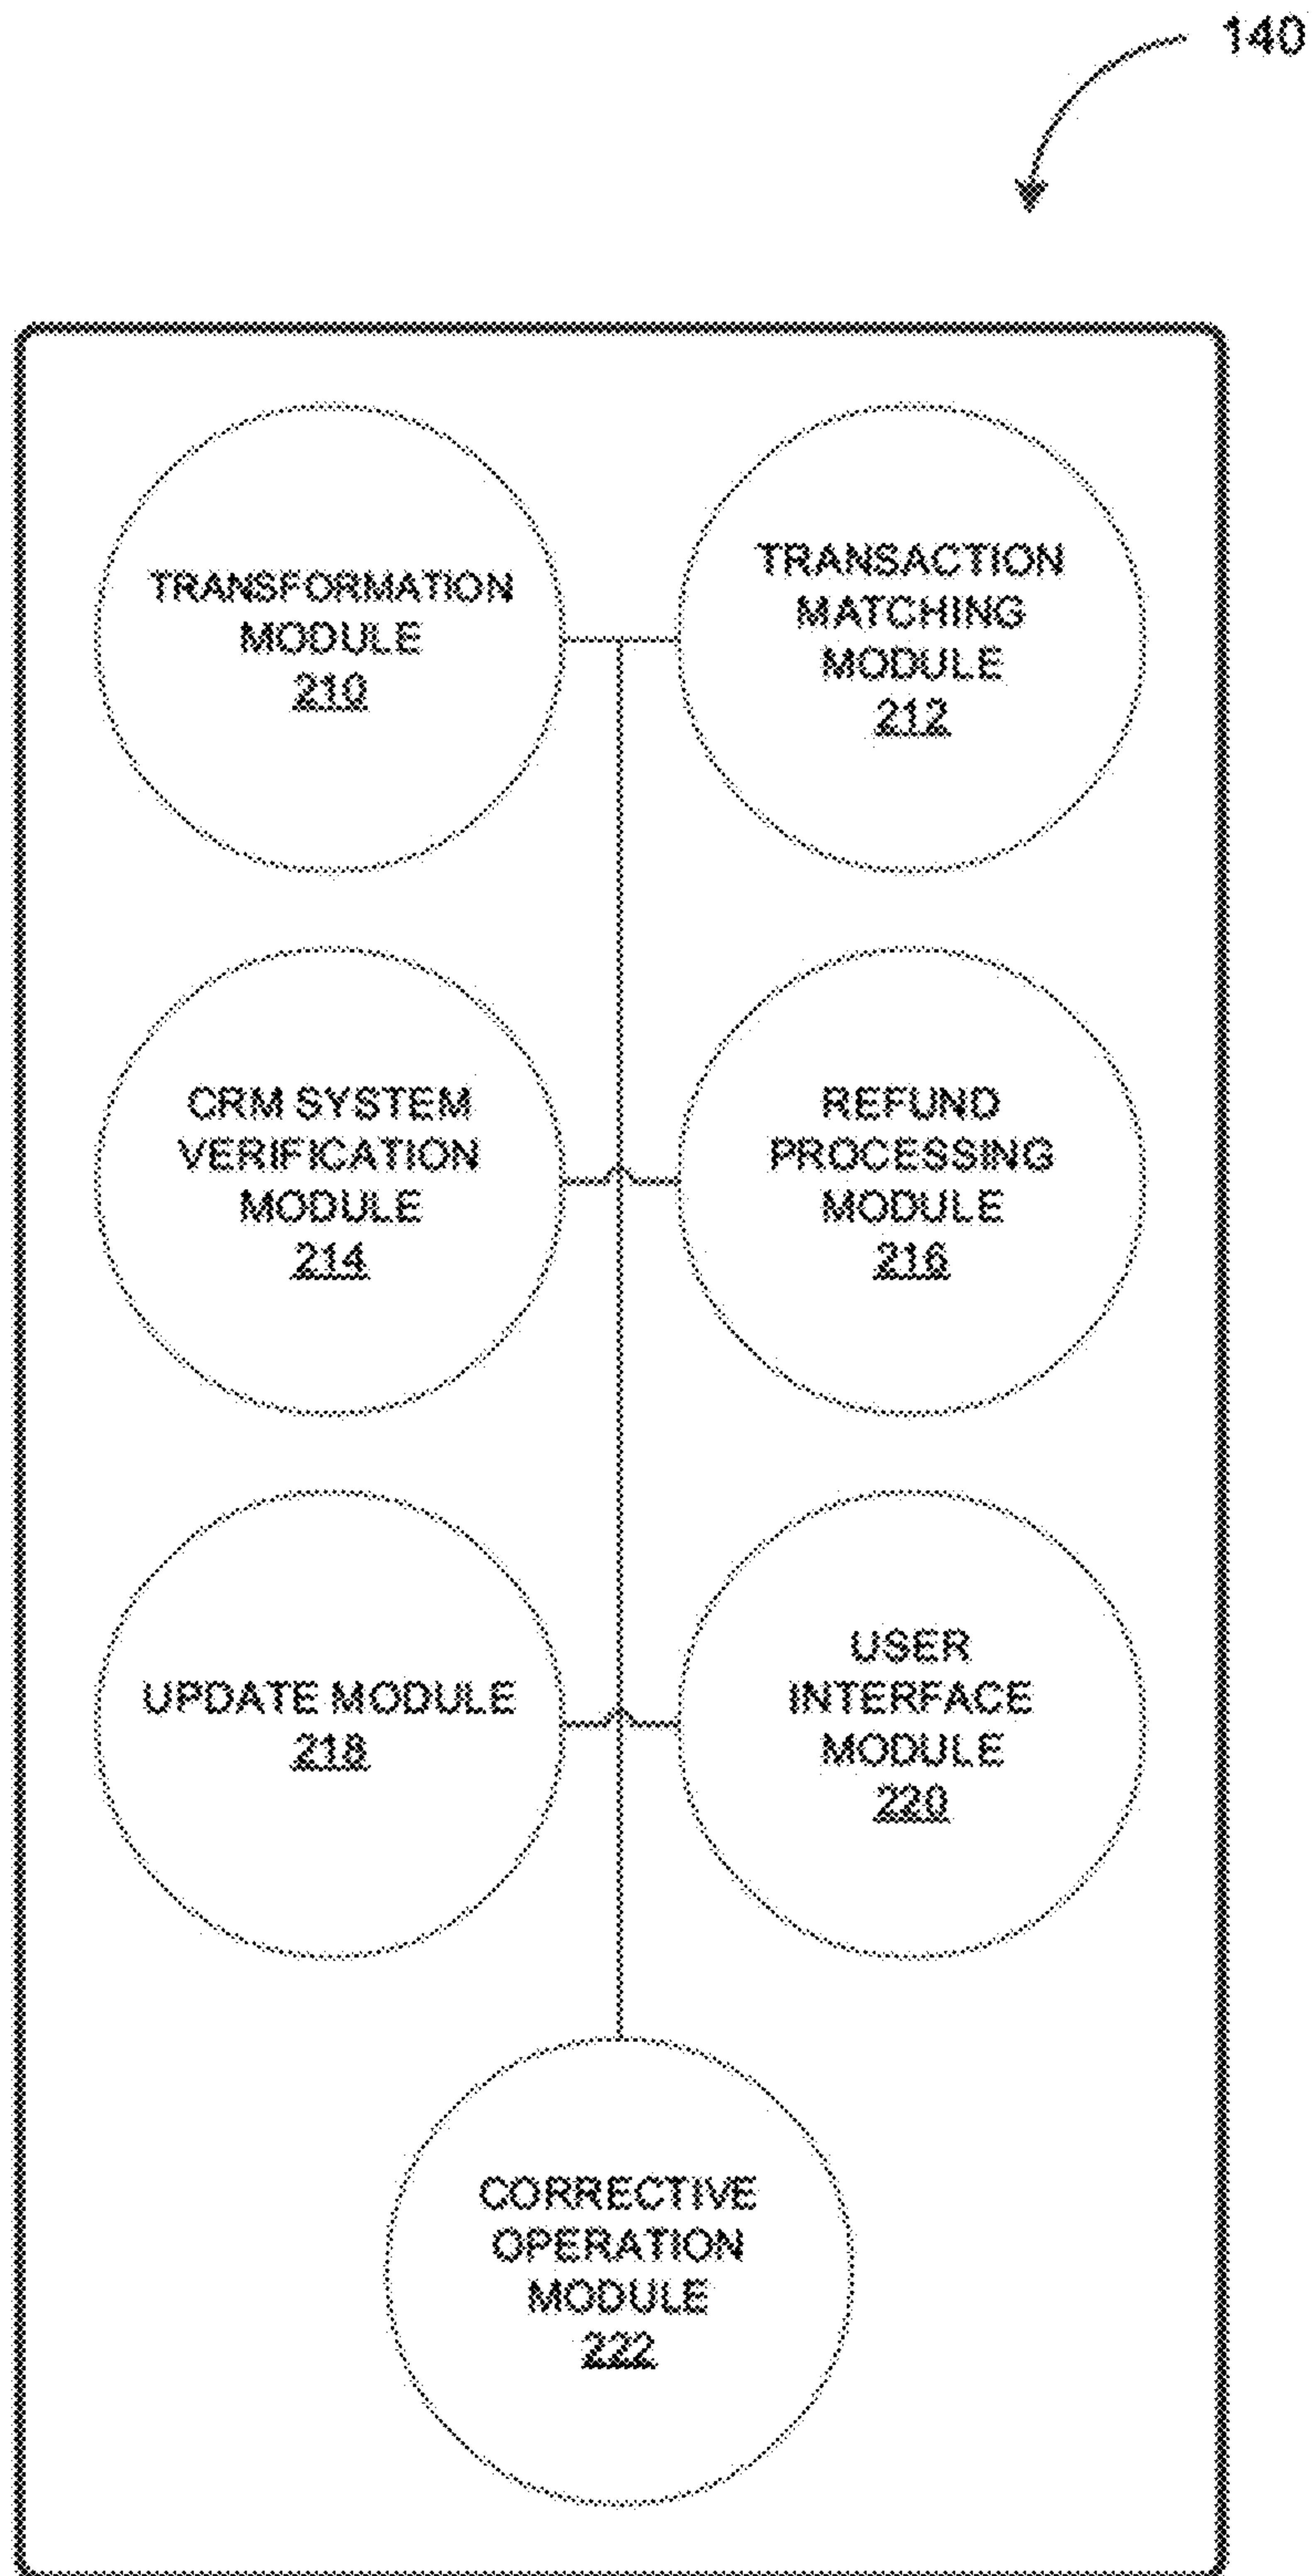 140
TRANSFORMATION
MODULE
210
TRANSACTION
MATCHING
MODULE
212
CRM SYSTEM
VERIFICATION
MODULE
214
REFUND
PROCESSING
MODULE
216
UPDATE MODULE
218
USER
INTERFACE
MODULE
220
CORRECTIVE
OPERATION
MODULE
222